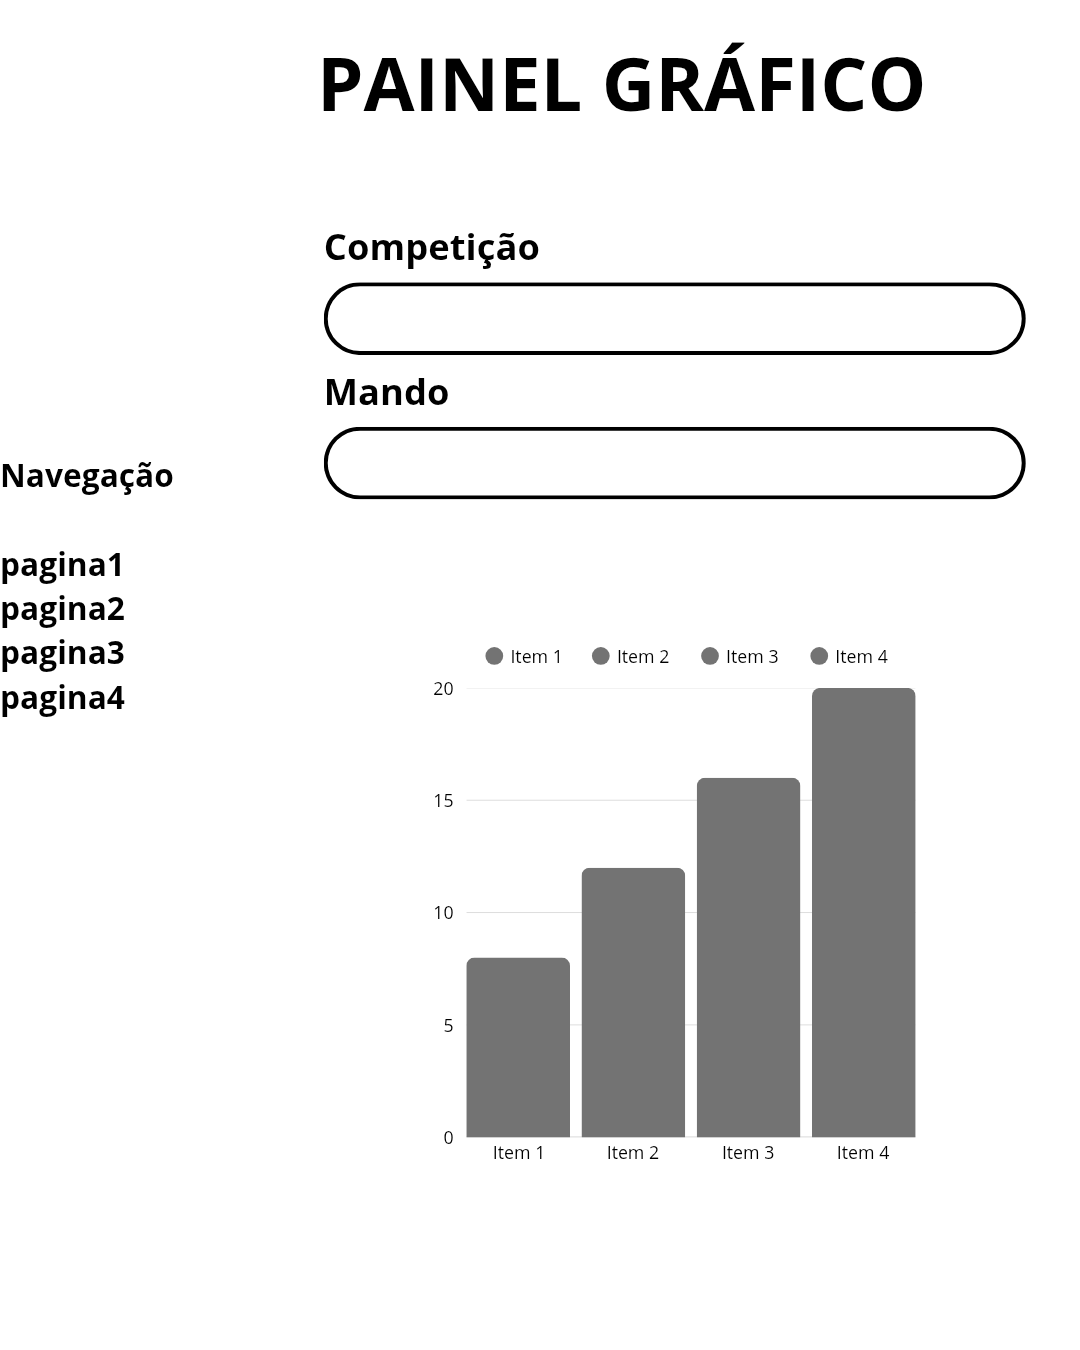 PAINEL GRÁFICO
Competição
Mando
Navegação
pagina1
pagina2
pagina3
pagina4
Item 1 Item 2 Item 3 Item 4
20
15
10
5
0
Item 1 Item 2 Item 3 Item 4